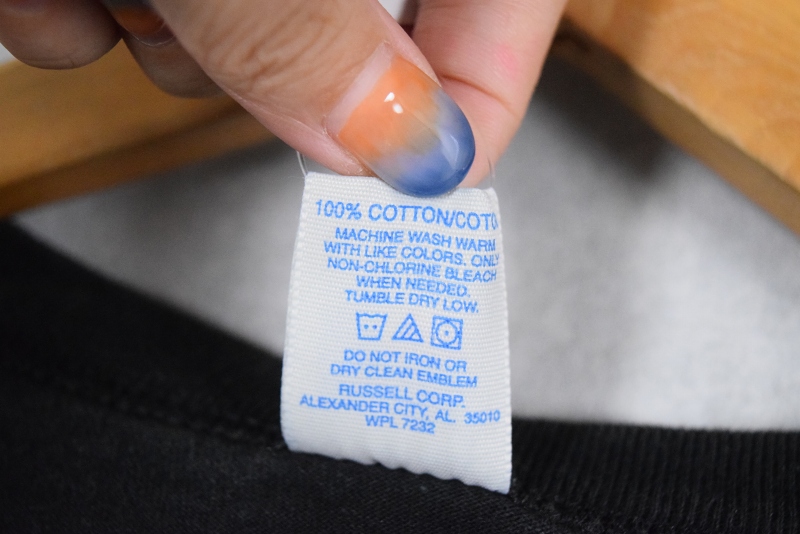 100% COTTON/COTO
MACHINE WASH WARM
WITH LIKE COLORS. ONLY
NON-CHLORINE BLEACH
WHEN NEEDED.
TUMBLE DRY LOW.
DO NOT IRON OR
DRY CLEAN EMBLEM
RUSSELL CORP.
ALEXANDER CITY, AL. 35010
WPL 7232